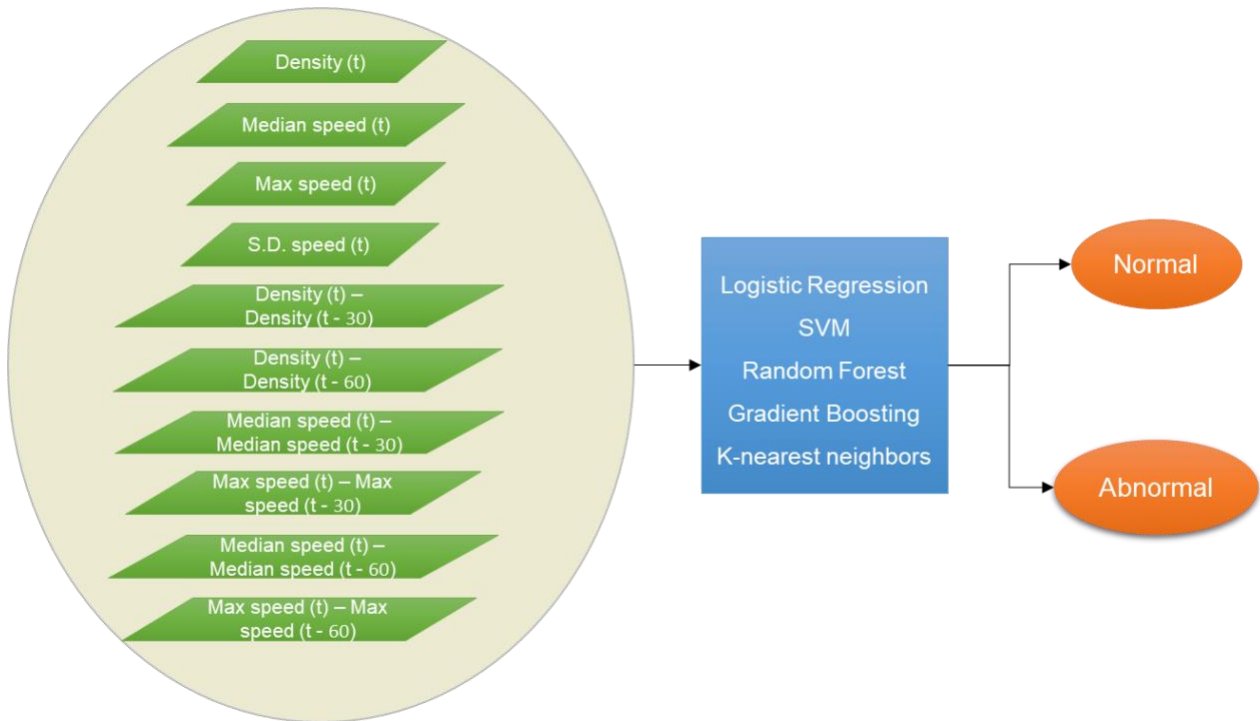 Density (t)
Median speed (t)
Max speed (t)
S.D. speed (t)
Density (t) –
Density (t - 30)
Density (t) –
Density (t - 60)
Median speed (t) –
Median speed (t - 30)
Max speed (t) – Max
speed (t - 30)
Median speed (t) –
Median speed (t - 60)
Max speed (t) – Max
speed (t - 60)
Logistic Regression
SVM
Random Forest
Gradient Boosting
K-nearest neighbors
Normal
Abnormal